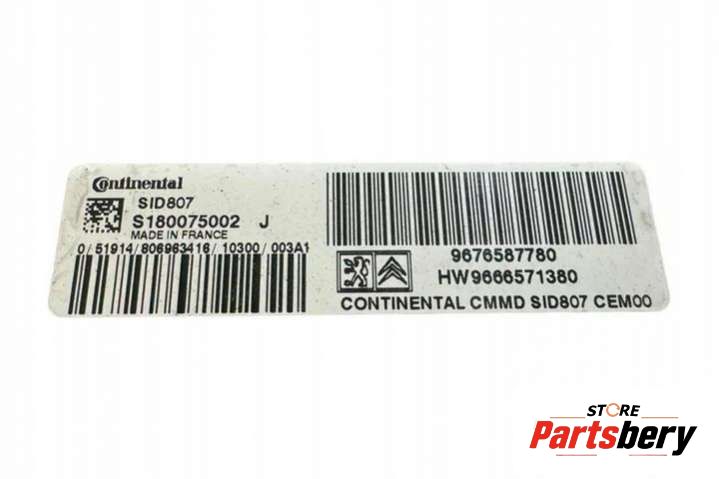 Continental
SID807
S180075002 J
MADE IN FRANCE
0/51914/806963416/10300/003A1
9676587780
HW9666571380
CONTINENTAL CMMD SID807 CEM00
STORE
Partsbery